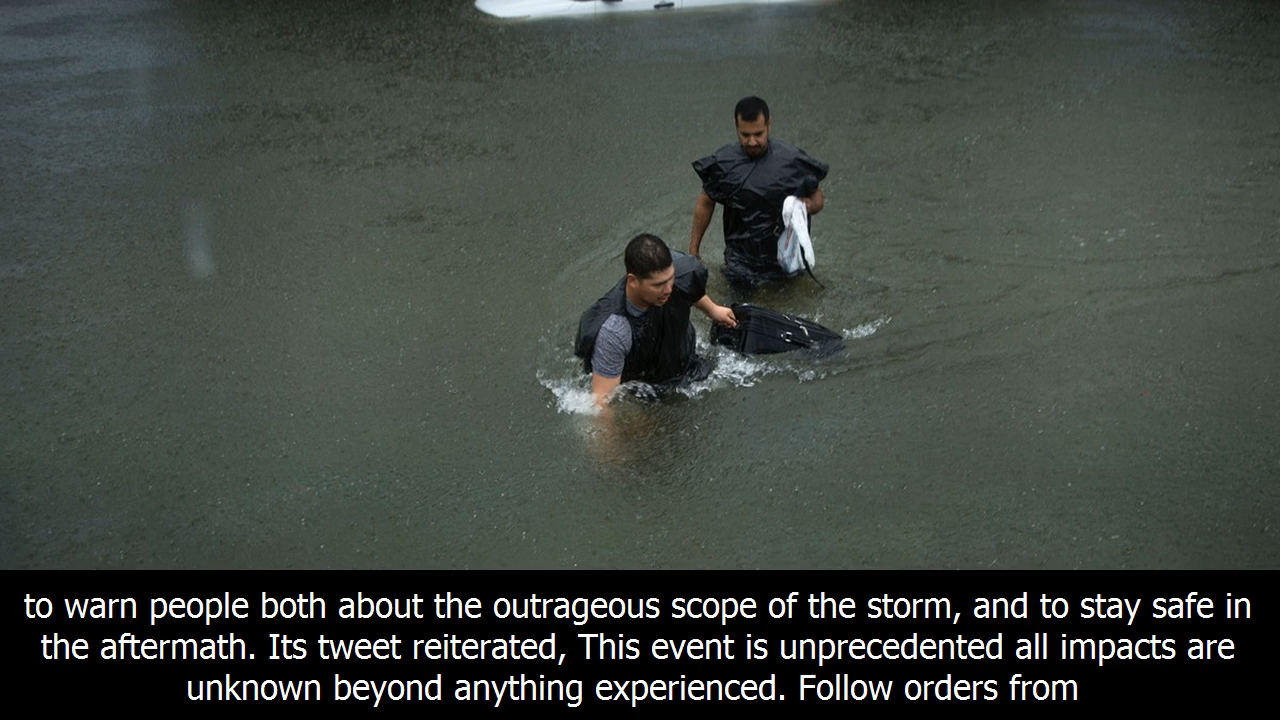 to warn people both about the outrageous scope of the storm, and to stay safe in
the aftermath. Its tweet reiterated, This event is unprecedented all impacts are
unknown beyond anything experienced. Follow orders from